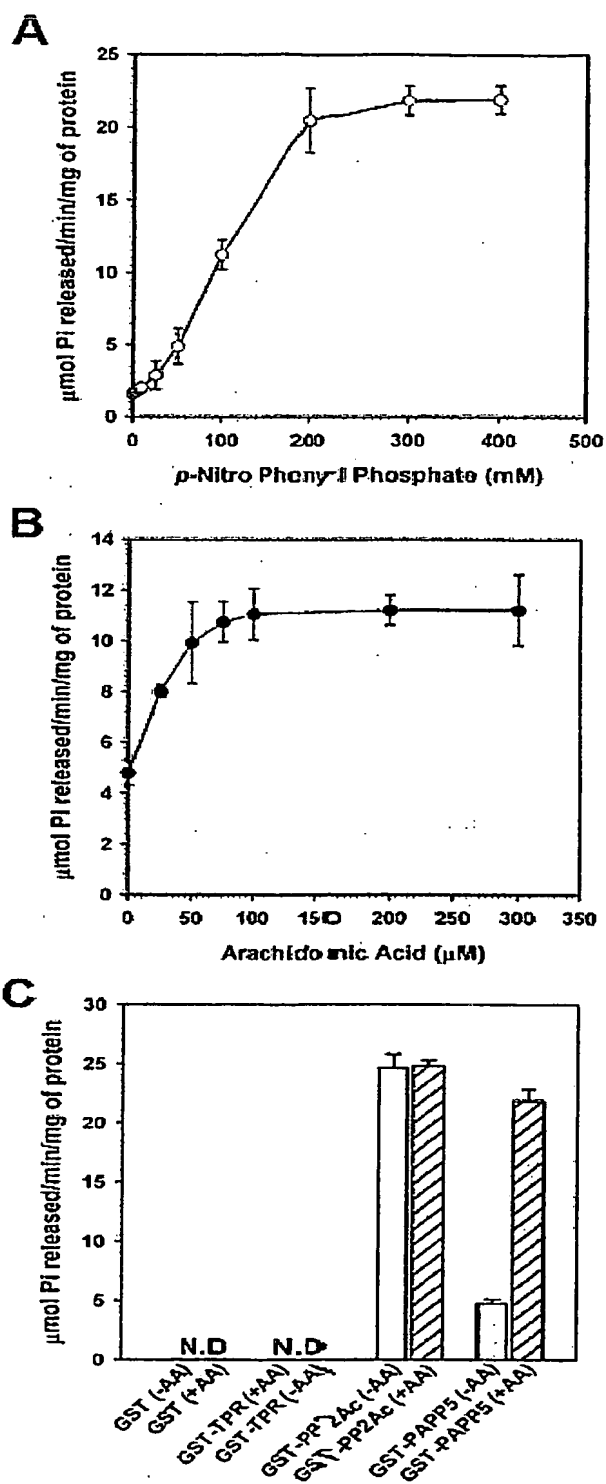 A
μmol Pi released/min/mg of protein
25
20
15
10
5
0
0 100 200 300 400 500
p-Nitro Phenyl Phosphate (mM)
B
μmol Pi released/min/mg of protein
14
12
10
8
6
4
2
0
0 50 100 150 200 250 300 350
Arachidonic Acid (μM)
C
μmol Pi released/min/mg of protein
30
25
20
15
10
5
0
N.D N.D
GST (-AA)
GST (+AA)
GST-TPR (+AA)
GST-TPR (-AA)
GST-PP2Ac (-AA)
GST-PP2Ac (+AA)
GST-PAPP5 (-AA)
GST-PAPP5 (+AA)